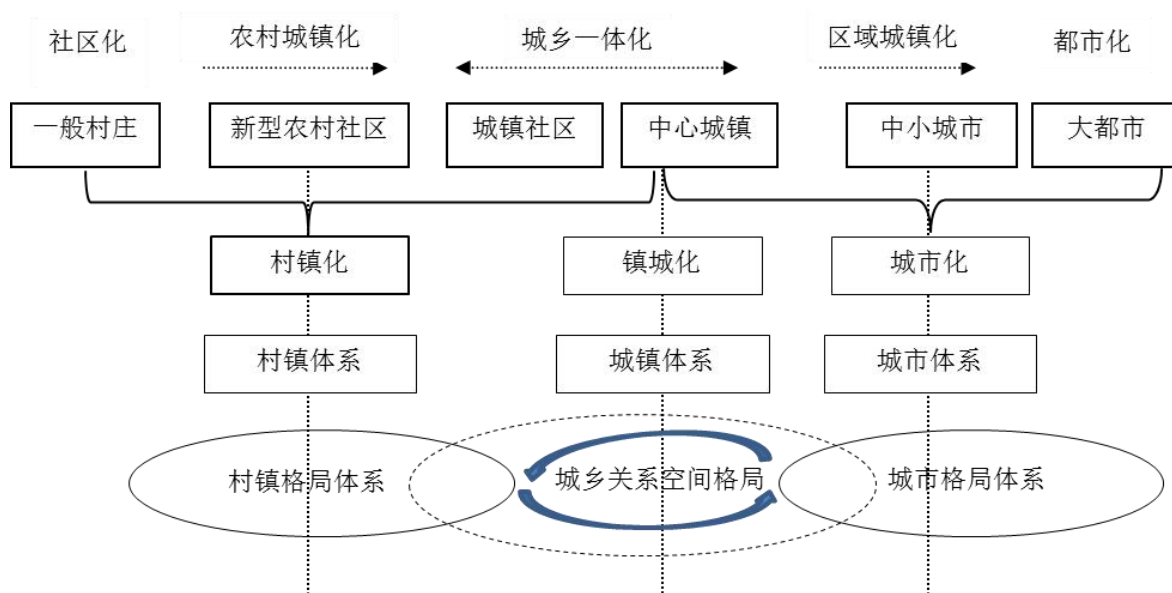 社区化
农村城镇化
城乡一体化
区域城镇化
都市化
一般村庄
新型农村社区
城镇社区
中心城镇
中小城市
大都市
村镇化
镇城化
城市化
村镇体系
城镇体系
城市体系
村镇格局体系
城乡关系空间格局
城市格局体系